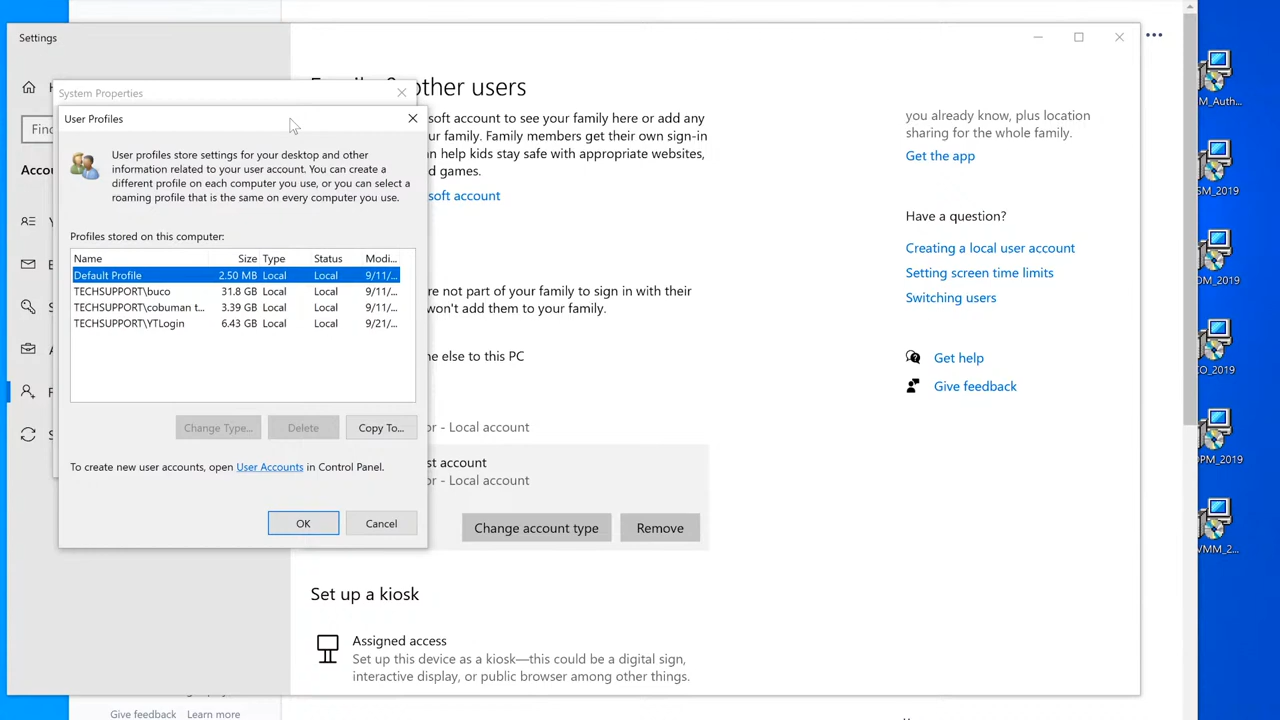 Settings
Family & other users
System Properties
User Profiles
User profiles store settings for your desktop and other
information related to your user account. You can create a
different profile on each computer you use, or you can select a
roaming profile that is the same on every computer you use.
Profiles stored on this computer:
Name Size Type Status Modi...
Default Profile 2.50 MB Local Local 9/11/...
TECHSUPPORT\buco 31.8 GB Local Local 9/11/...
TECHSUPPORT\cobuman t... 3.39 GB Local Local 9/11/...
TECHSUPPORT\YTLogin 6.43 GB Local Local 9/21/...
Change Type... Delete Copy To...
To create new user accounts, open User Accounts in Control Panel.
OK Cancel
Find
Accou
soft account to see your family here or add any
our family. Family members get their own sign-in
n help kids stay safe with appropriate websites,
d games.
soft account
re not part of your family to sign in with their
won't add them to your family.
ne else to this PC
or - Local account
st account
or - Local account
Change account type Remove
Set up a kiosk
Assigned access
Set up this device as a kiosk—this could be a digital sign,
interactive display, or public browser among other things.
you already know, plus location
sharing for the whole family.
Get the app
Have a question?
Creating a local user account
Setting screen time limits
Switching users
Get help
Give feedback
M_Auth...
SM_2019
OM_2019
CO_2019
DPM_2019
VMM_2...
Give feedback Learn more